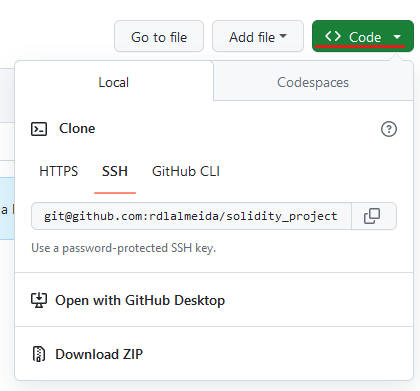 Go to file
Add file
Code
Local
Codespaces
Clone
HTTPS
SSH
GitHub CLI
git@github.com:rdlalmeida/solidity_project
Use a password-protected SSH key.
a l
Open with GitHub Desktop
Download ZIP